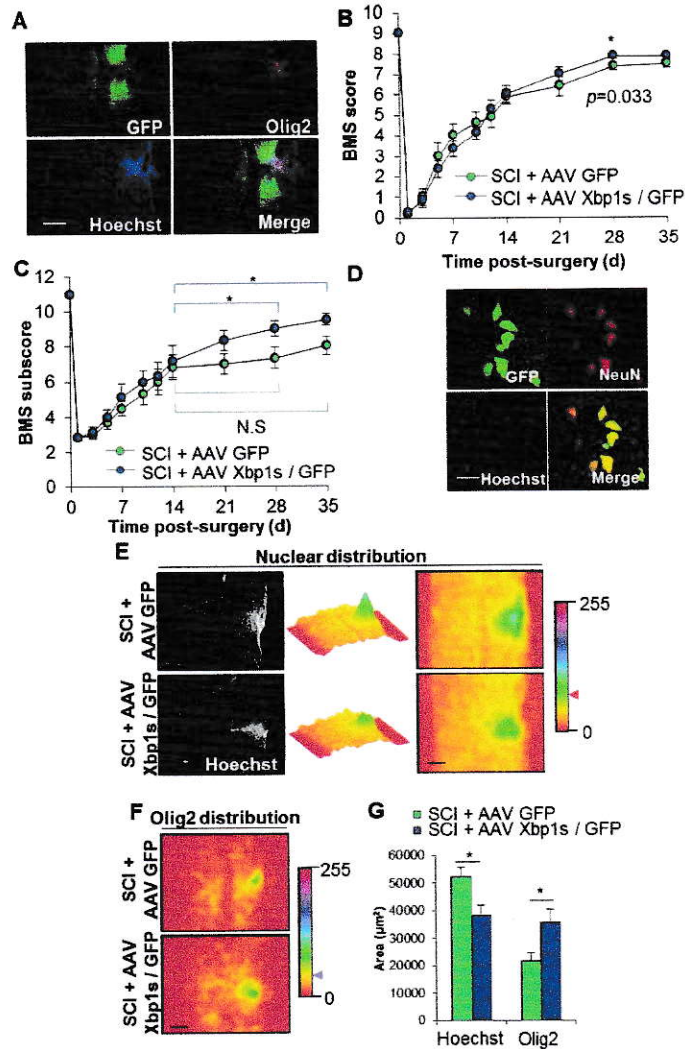 A
GFP
Olig2
Hoechst
Merge
B
BMS score
10
9
8
7
6
5
4
3
2
1
0
*
p=0.033
SCI + AAV GFP
SCI + AAV Xbp1s / GFP
0 7 14 21 28 35
Time post-surgery (d)
C
BMS subscore
12
10
8
6
4
2
0
*
*
N.S
SCI + AAV GFP
SCI + AAV Xbp1s / GFP
0 7 14 21 28 35
Time post-surgery (d)
D
GFP
NeuN
Hoechst
Merge
E
Nuclear distribution
SCI +
AAV GFP
SCI + AAV
Xbp1s / GFP
Hoechst
255
0
F
Olig2 distribution
SCI +
AAV GFP
SCI + AAV
Xbp1s / GFP
255
0
G
SCI + AAV GFP
SCI + AAV Xbp1s / GFP
Area (µm²)
60000
50000
40000
30000
20000
10000
0
*
*
Hoechst Olig2